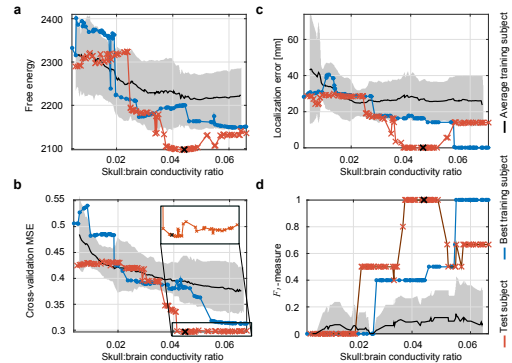 a
2400
2300
2200
2100
Free energy
0.02
0.04
0.06
Skull:brain conductivity ratio
b
0.55
0.5
0.45
0.4
0.35
0.3
Cross-validation MSE
0.02
0.04
0.06
Skull:brain conductivity ratio
c
60
40
20
0
Localization error [mm]
0.02
0.04
0.06
Skull:brain conductivity ratio
d
1
0.8
0.6
0.4
0.2
0
F1-measure
0.02
0.04
0.06
Skull:brain conductivity ratio
Test subject
Best training subject
Average training subject